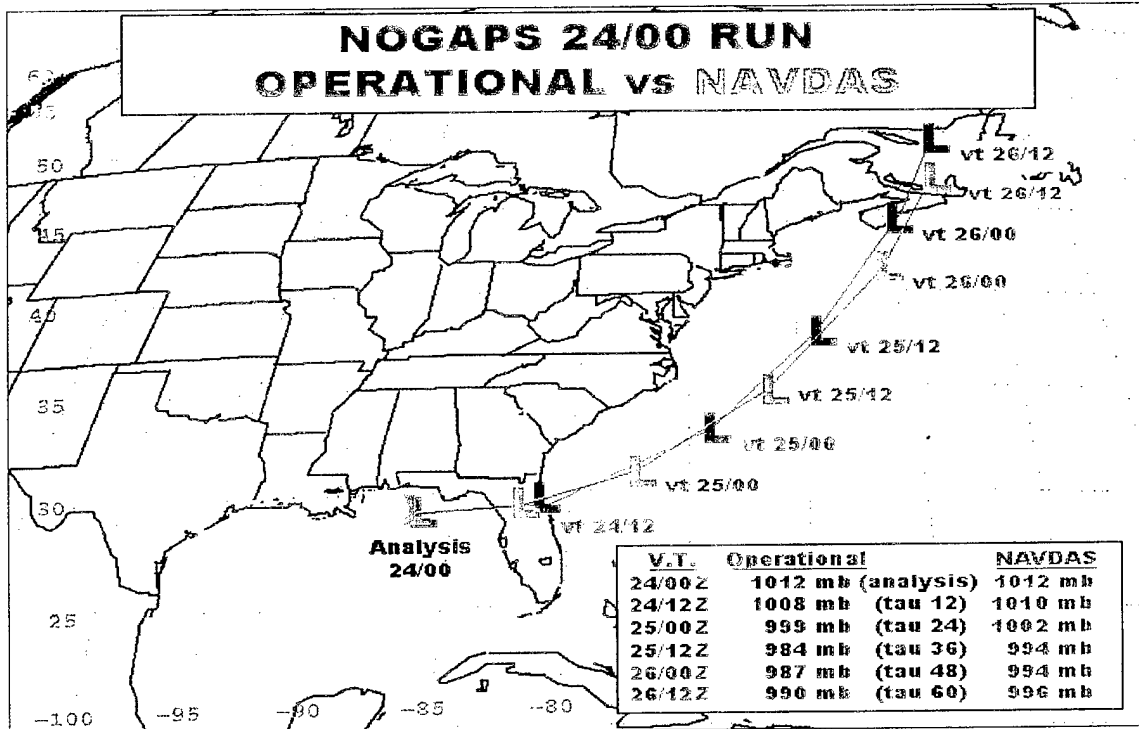 NOGAPS 24/00 RUN
OPERATIONAL vs NAVDAS
50
45
40
35
30
25
-100
-95
-90
-85
-80
L vt 26/12
L vt 26/12
L vt 26/00
L vt 26/00
L vt 25/12
L vt 25/12
L vt 25/00
L vt 25/00
L L vt 24/12
L
Analysis
24/00
V.T. Operational NAVDAS
24/00Z 1012 mb (analysis) 1012 mb
24/12Z 1008 mb (tau 12) 1010 mb
25/00Z 999 mb (tau 24) 1002 mb
25/12Z 984 mb (tau 36) 994 mb
26/00Z 987 mb (tau 48) 994 mb
26/12Z 990 mb (tau 60) 996 mb